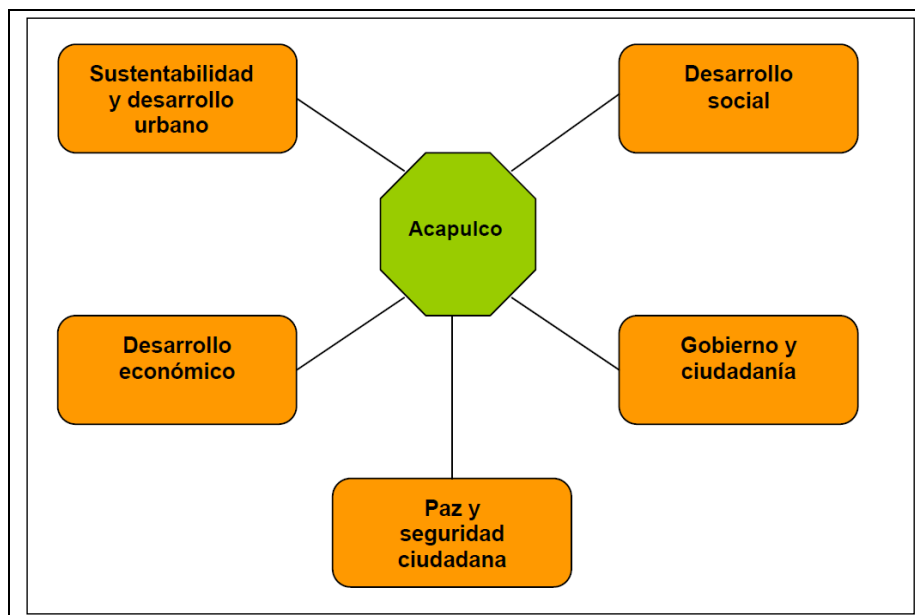 Sustentabilidad
y desarrollo
urbano
Desarrollo
social
Acapulco
Desarrollo
económico
Gobierno y
ciudadanía
Paz y
seguridad
ciudadana